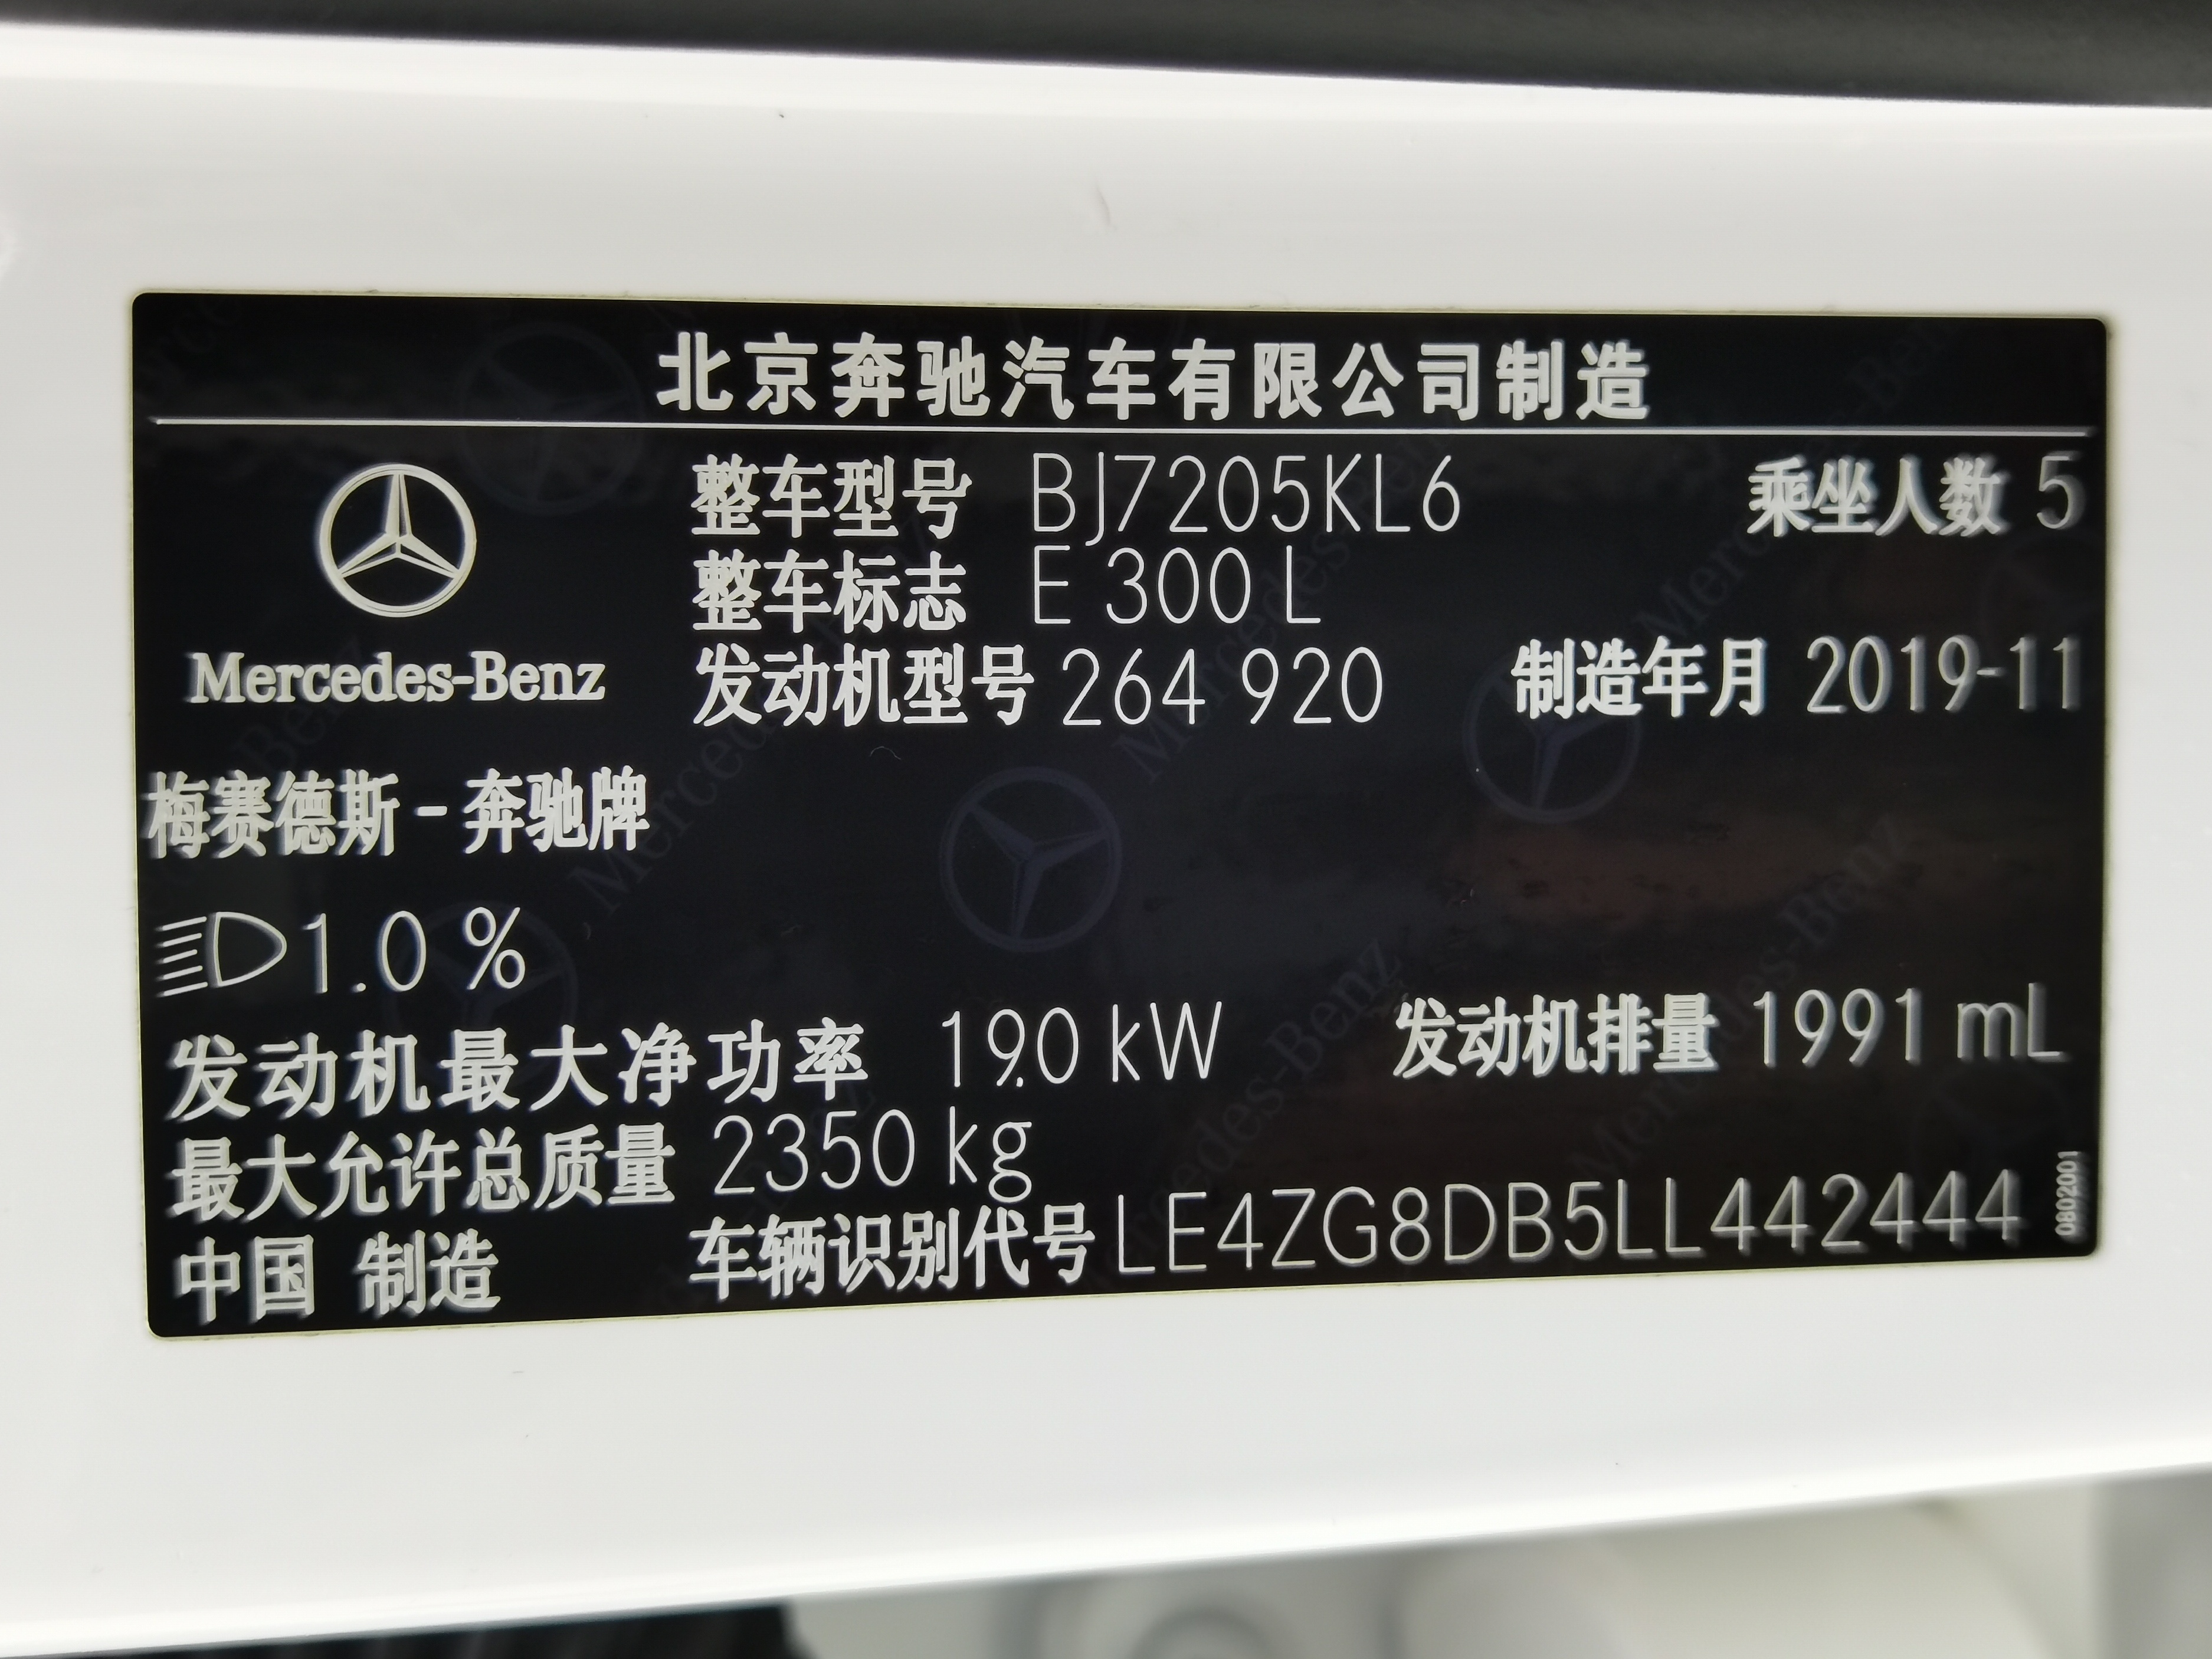 北京奔驰汽车有限公司制造
整车型号 BJ7205KL6 乘坐人数 5
整车标志 E 300 L
Mercedes-Benz 发动机型号 264 920 制造年月 2019-11
梅赛德斯-奔驰牌
1.0 %
发动机最大净功率 190 kW 发动机排量 1991 mL
最大允许总质量 2350 kg
中国 制造 车辆识别代号 LE4ZG8DB5LL442444
0802001